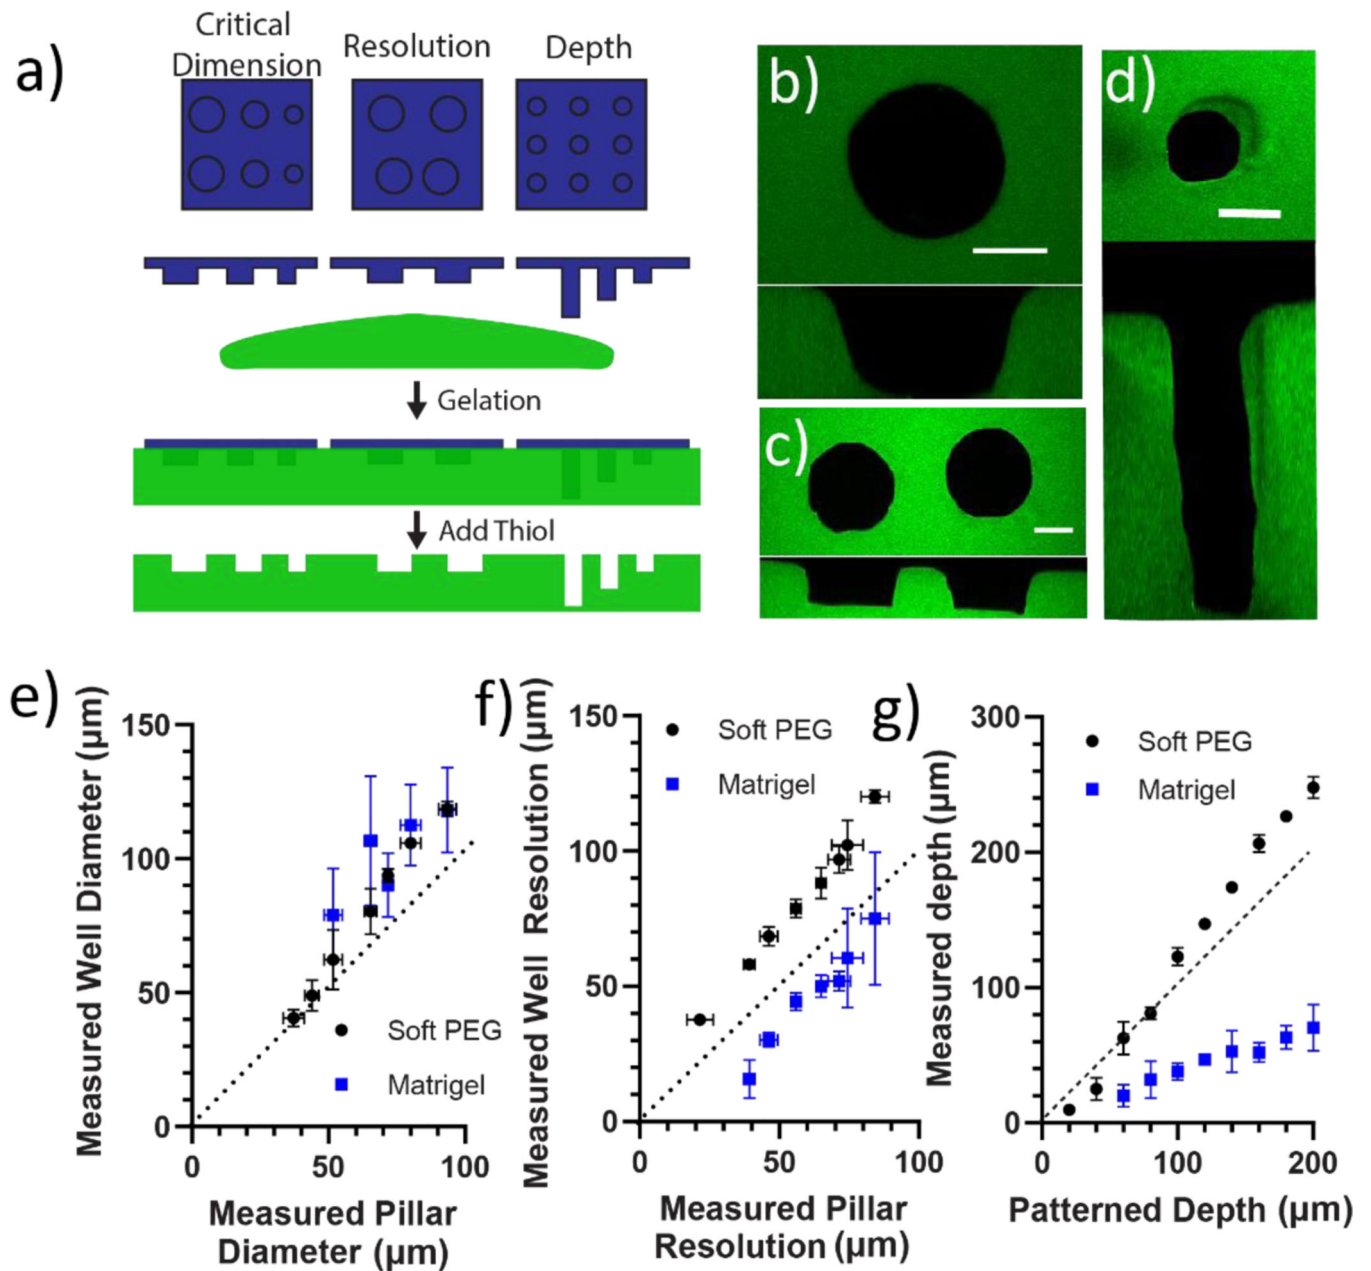 a)
Critical
Dimension
Resolution
Depth
Gelation
Add Thiol
b)
c)
d)
e)
Measured Well Diameter (µm)
150
100
50
0
0
50
100
Soft PEG
Matrigel
Measured Pillar
Diameter (µm)
f)
Measured Well Resolution (µm)
150
100
50
0
0
50
100
Soft PEG
Matrigel
Measured Pillar
Resolution (µm)
g)
Measured depth (µm)
300
200
100
0
0
100
200
Soft PEG
Matrigel
Patterned Depth (µm)